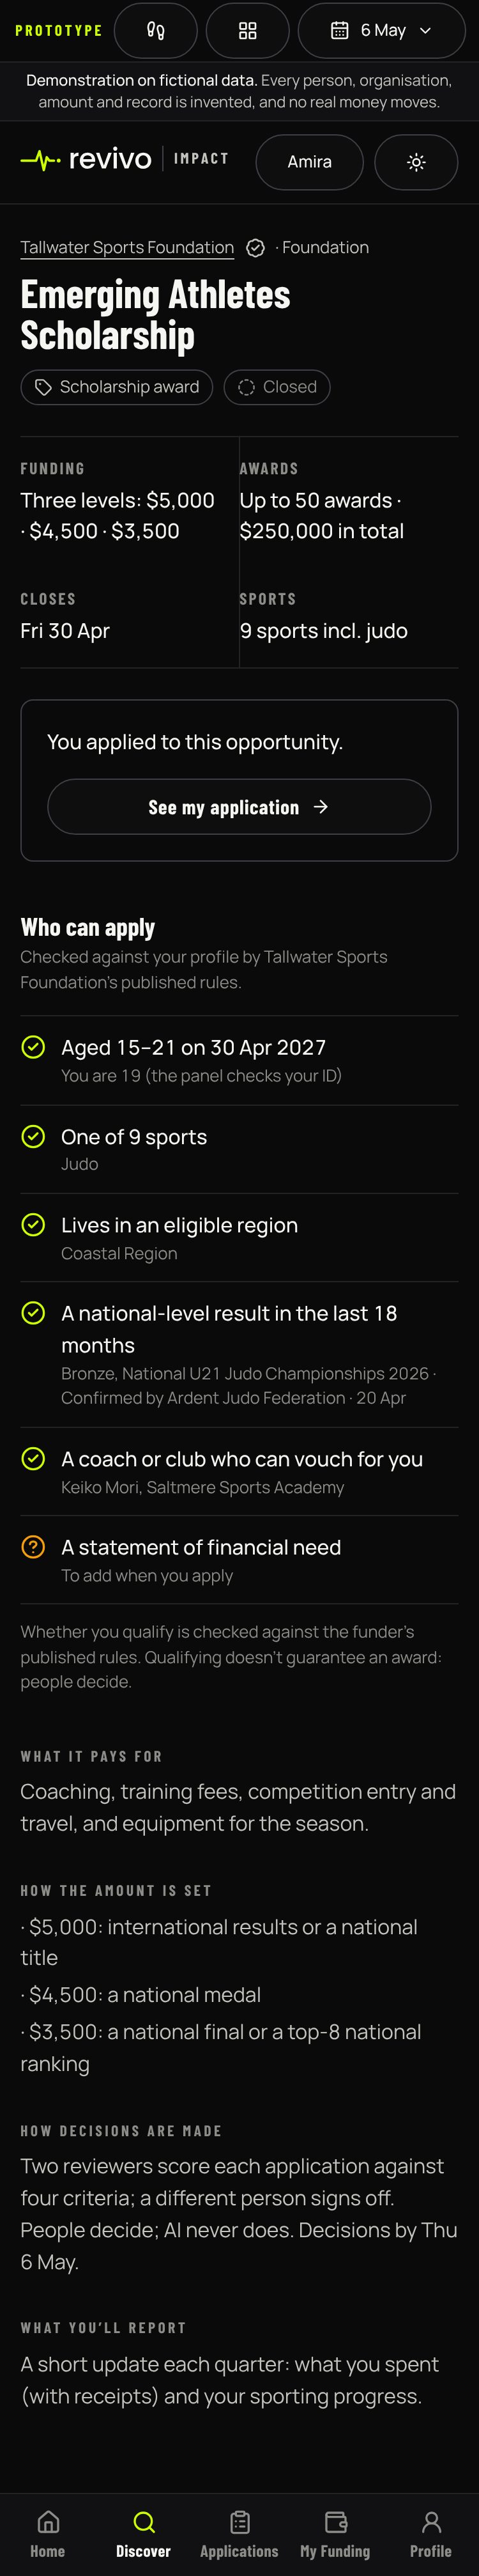 PROTOTYPE
6 May
Demonstration on fictional data. Every person, organisation,
amount and record is invented, and no real money moves.
revivo IMPACT
Amira
Tallwater Sports Foundation · Foundation
Emerging Athletes
Scholarship
Scholarship award
Closed
FUNDING
Three levels: $5,000
· $4,500 · $3,500
AWARDS
Up to 50 awards ·
$250,000 in total
CLOSES
Fri 30 Apr
SPORTS
9 sports incl. judo
You applied to this opportunity.
See my application →
Who can apply
Checked against your profile by Tallwater Sports
Foundation's published rules.
Aged 15–21 on 30 Apr 2027
You are 19 (the panel checks your ID)
One of 9 sports
Judo
Lives in an eligible region
Coastal Region
A national-level result in the last 18
months
Bronze, National U21 Judo Championships 2026 ·
Confirmed by Ardent Judo Federation · 20 Apr
A coach or club who can vouch for you
Keiko Mori, Saltmere Sports Academy
A statement of financial need
To add when you apply
Whether you qualify is checked against the funder's
published rules. Qualifying doesn't guarantee an award:
people decide.
WHAT IT PAYS FOR
Coaching, training fees, competition entry and
travel, and equipment for the season.
HOW THE AMOUNT IS SET
· $5,000: international results or a national
title
· $4,500: a national medal
· $3,500: a national final or a top-8 national
ranking
HOW DECISIONS ARE MADE
Two reviewers score each application against
four criteria; a different person signs off.
People decide; AI never does. Decisions by Thu
6 May.
WHAT YOU'LL REPORT
A short update each quarter: what you spent
(with receipts) and your sporting progress.
Home
Discover
Applications
My Funding
Profile